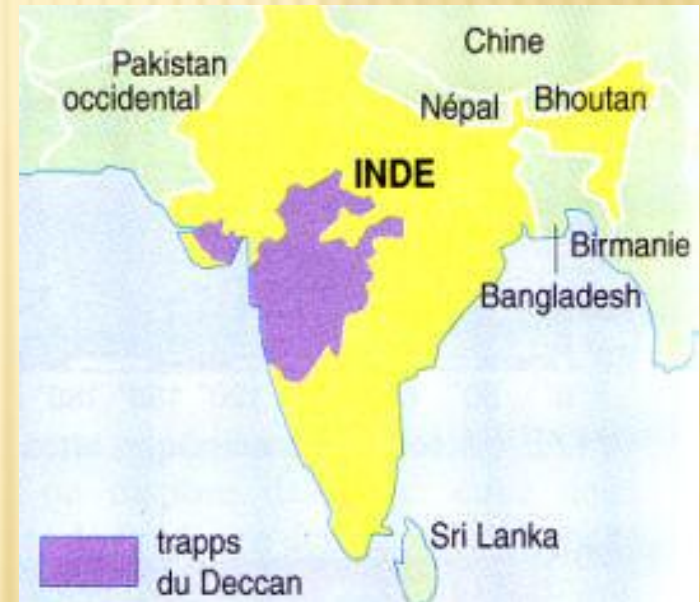 Chine
Pakistan
occidental
Népal
Bhoutan
INDE
Birmanie
Bangladesh
Sri Lanka
trapps
du Deccan